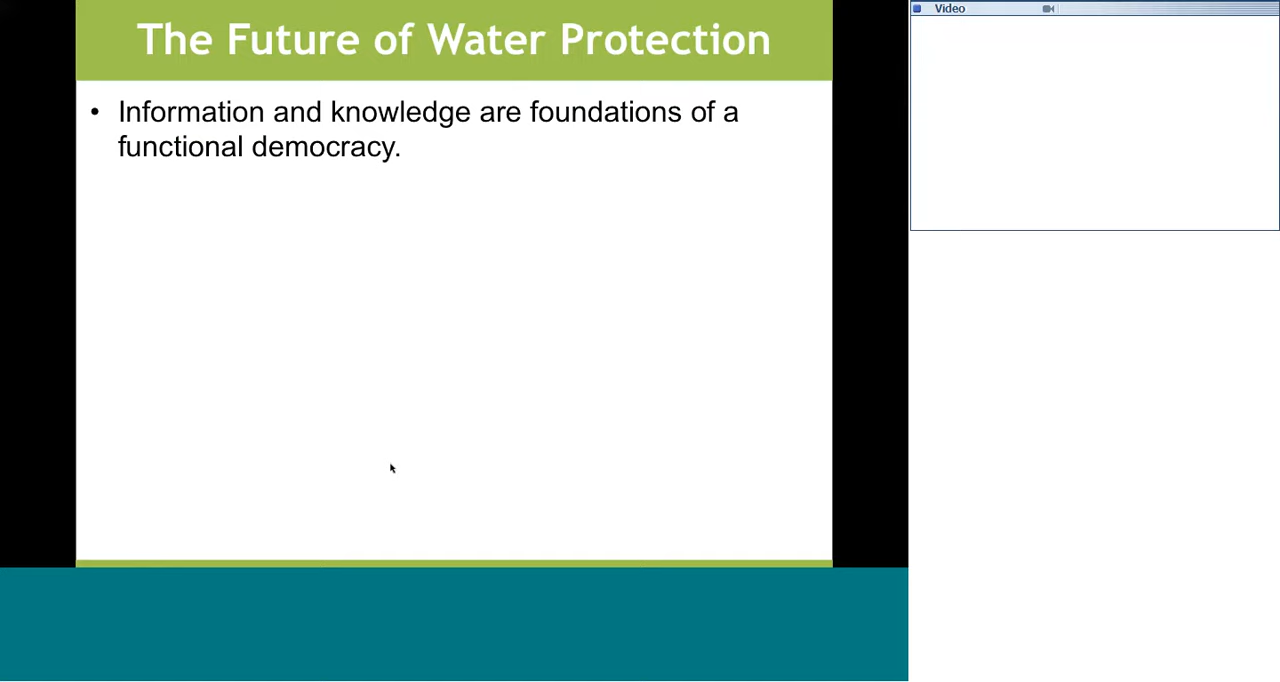 The Future of Water Protection
• Information and knowledge are foundations of a
functional democracy.
Video